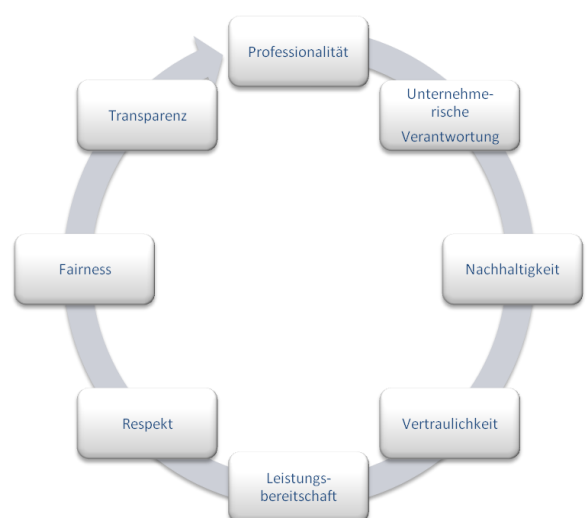 Professionalität
Unternehme-
rische
Verantwortung
Nachhaltigkeit
Vertraulichkeit
Leistungs-
bereitschaft
Respekt
Fairness
Transparenz